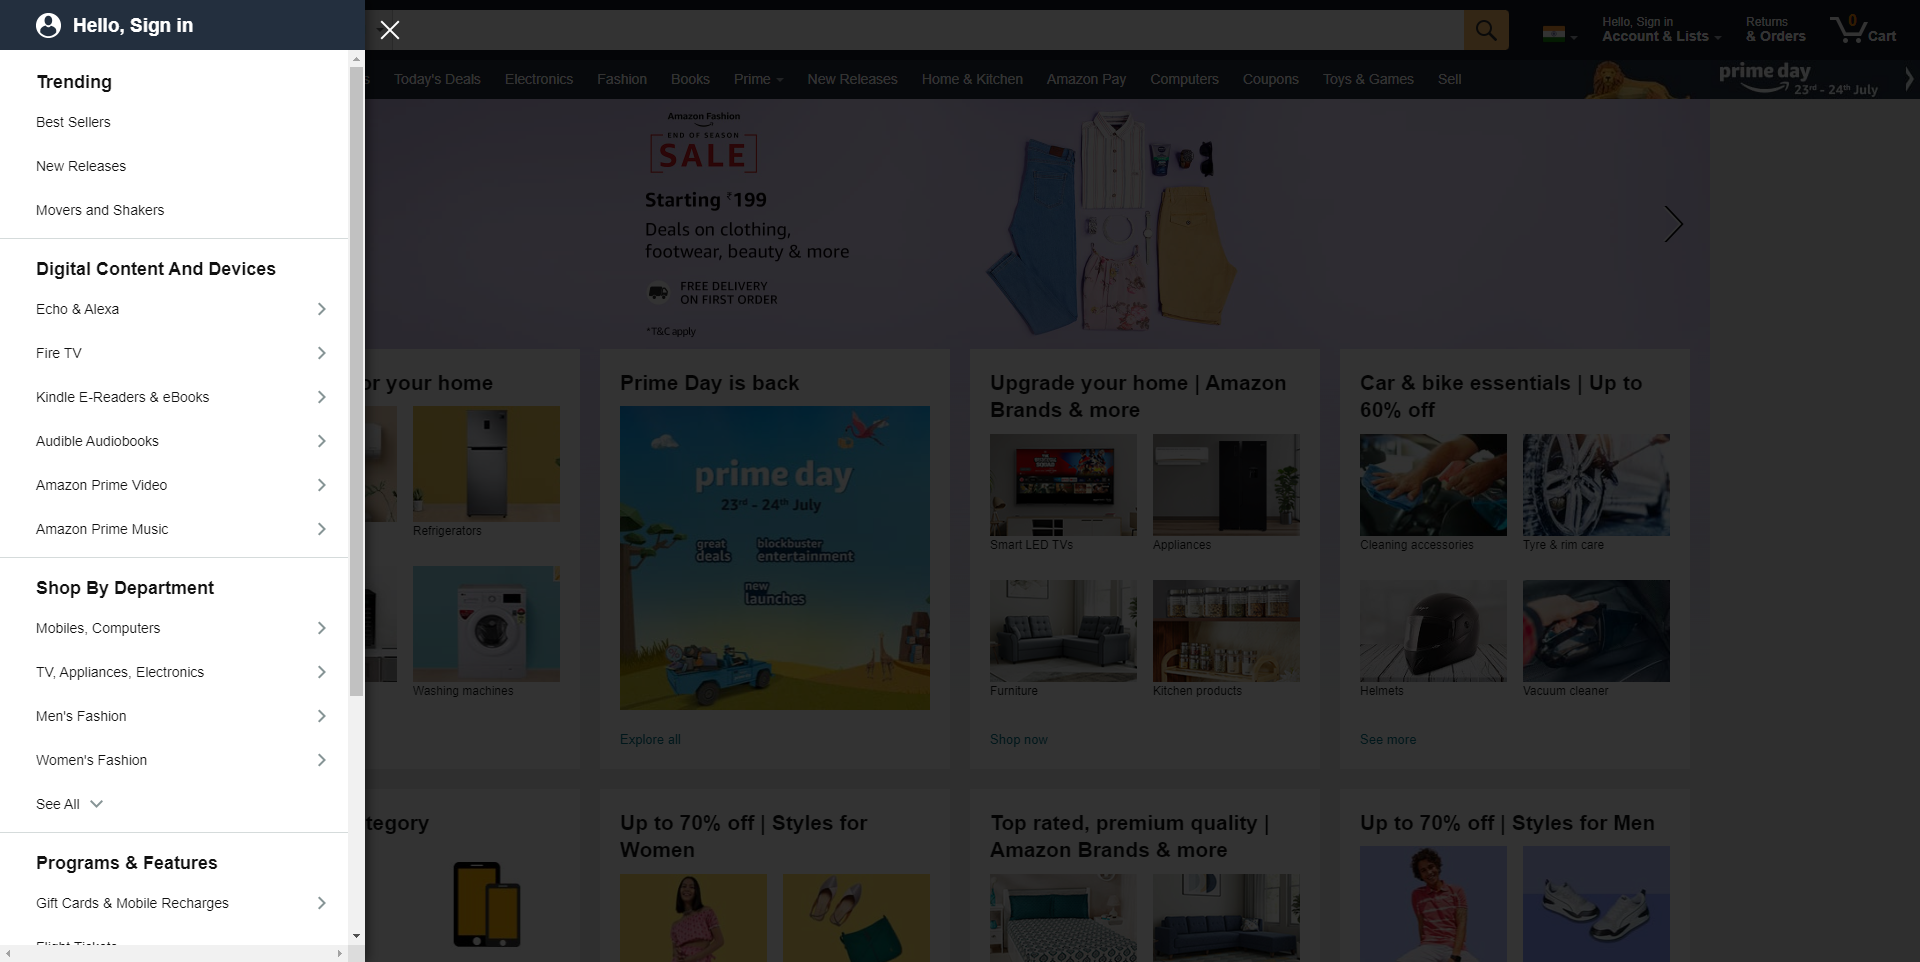 Hello, Sign in
Trending
Best Sellers
New Releases
Movers and Shakers
Digital Content And Devices
Echo & Alexa
Fire TV
Kindle E-Readers & eBooks
Audible Audiobooks
Amazon Prime Video
Amazon Prime Music
Shop By Department
Mobiles, Computers
TV, Appliances, Electronics
Men's Fashion
Women's Fashion
See All
Programs & Features
Gift Cards & Mobile Recharges
Flight Tickets
Hello, Sign in
Account & Lists
Returns
& Orders
0
Cart
s Today's Deals Electronics Fashion Books Prime New Releases Home & Kitchen Amazon Pay Computers Coupons Toys & Games Sell
prime day
23rd - 24th July
Amazon Fashion
END OF SEASON
SALE
Starting ₹199
Deals on clothing,
footwear, beauty & more
FREE DELIVERY
ON FIRST ORDER
*T&C apply
or your home
Refrigerators
Washing machines
Prime Day is back
prime day
23rd - 24th July
great
deals
blockbuster
entertainment
new
launches
Explore all
Upgrade your home | Amazon
Brands & more
Smart LED TVs
Appliances
Furniture
Kitchen products
Shop now
Car & bike essentials | Up to
60% off
Cleaning accessories
Tyre & rim care
Helmets
Vacuum cleaner
See more
tegory
Up to 70% off | Styles for
Women
Top rated, premium quality |
Amazon Brands & more
Up to 70% off | Styles for Men